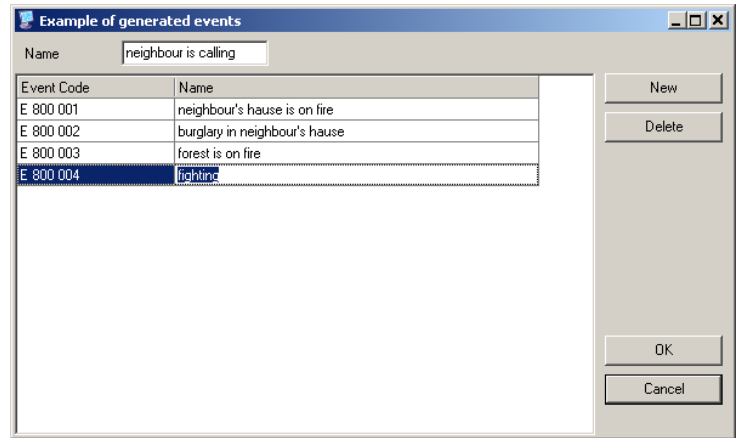 Example of generated events
Name neighbour is calling
Event Code Name New
E 800 001 neighbour's hause is on fire
E 800 002 burglary in neighbour's hause Delete
E 800 003 forest is on fire
E 800 004 fighting
OK
Cancel